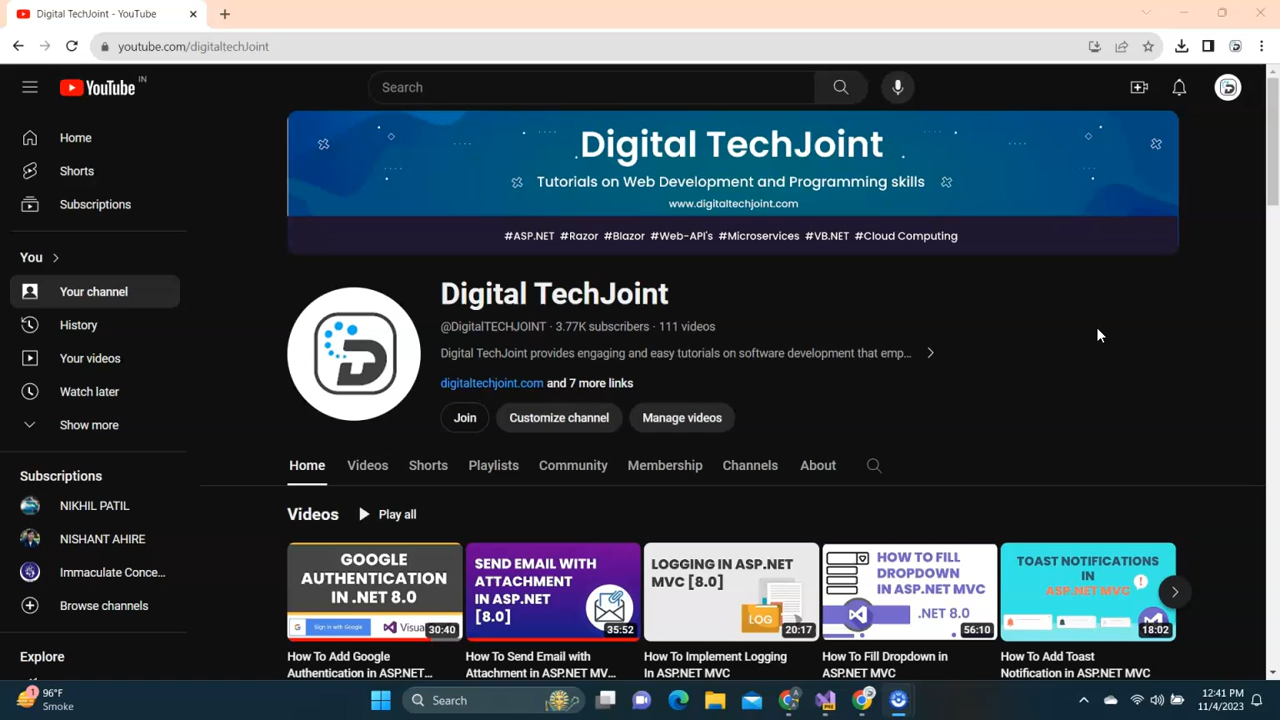 Digital TechJoint - YouTube
youtube.com/digitaltechJoint
YouTube IN
Search
Home
Shorts
Subscriptions
You
Your channel
History
Your videos
Watch later
Show more
Subscriptions
NIKHIL PATIL
NISHANT AHIRE
Immaculate Conce...
Browse channels
Explore
Digital TechJoint
Tutorials on Web Development and Programming skills
www.digitaltechjoint.com
#ASP.NET #Razor #Blazor #Web-API's #Microservices #VB.NET #Cloud Computing
Digital TechJoint
@DigitalTECHJOINT · 3.77K subscribers · 111 videos
Digital TechJoint provides engaging and easy tutorials on software development that emp...
digitaltechjoint.com and 7 more links
Join Customize channel Manage videos
Home Videos Shorts Playlists Community Membership Channels About
Videos Play all
GOOGLE
AUTHENTICATION
IN .NET 8.0
Sign in with Google
Visua
30:40
How To Add Google
Authentication in ASP.NET...
SEND EMAIL WITH
ATTACHMENT
IN ASP.NET
[8.0]
35:52
How To Send Email with
Attachment in ASP.NET MV...
LOGGING IN ASP.NET
MVC [8.0]
LOG
20:17
How To Implement Logging
In ASP.NET MVC
HOW TO FILL
DROPDOWN
IN ASP.NET MVC
.NET 8.0
56:10
How To Fill Dropdown in
ASP.NET MVC
TOAST NOTIFICATIONS
IN
ASP.NET MVC
18:02
How To Add Toast
Notification in ASP.NET MVC
1
96°F
Smoke
Search
12:41 PM
11/4/2023